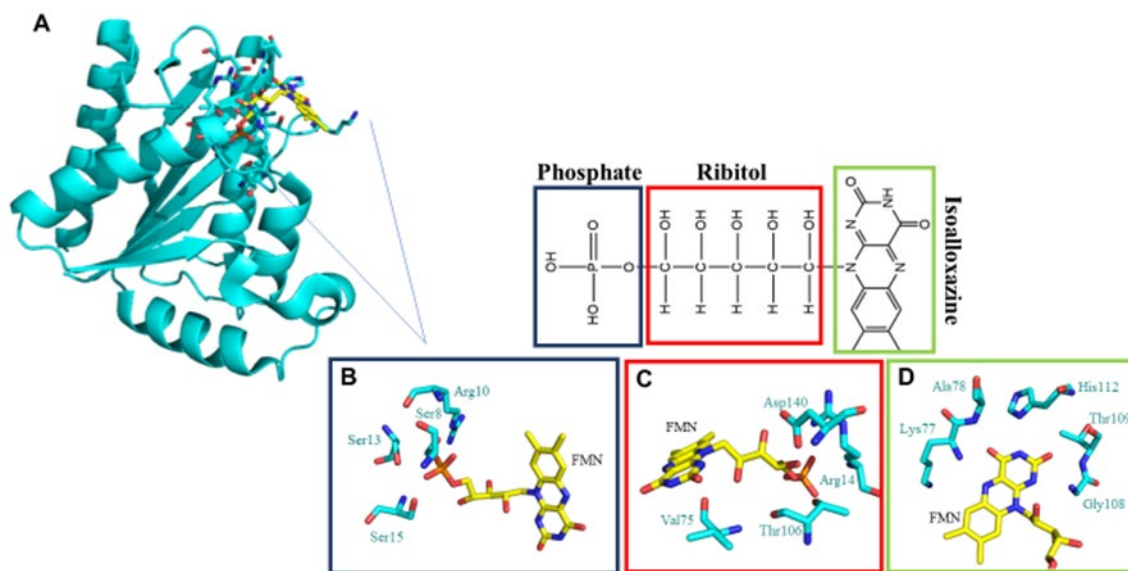 A
Phosphate
Ribitol
Isoalloxazine
OH
P
O
HO
O
OH
OH
OH
OH
OH
C
C
C
C
C
H
H
H
H
H
O
NH
N
O
N
N
B
Arg10
Ser8
Ser13
Ser15
FMN
C
Asp140
FMN
Arg14
Val75
Thr106
D
Ala78
His112
Lys77
Thr109
Gly108
FMN